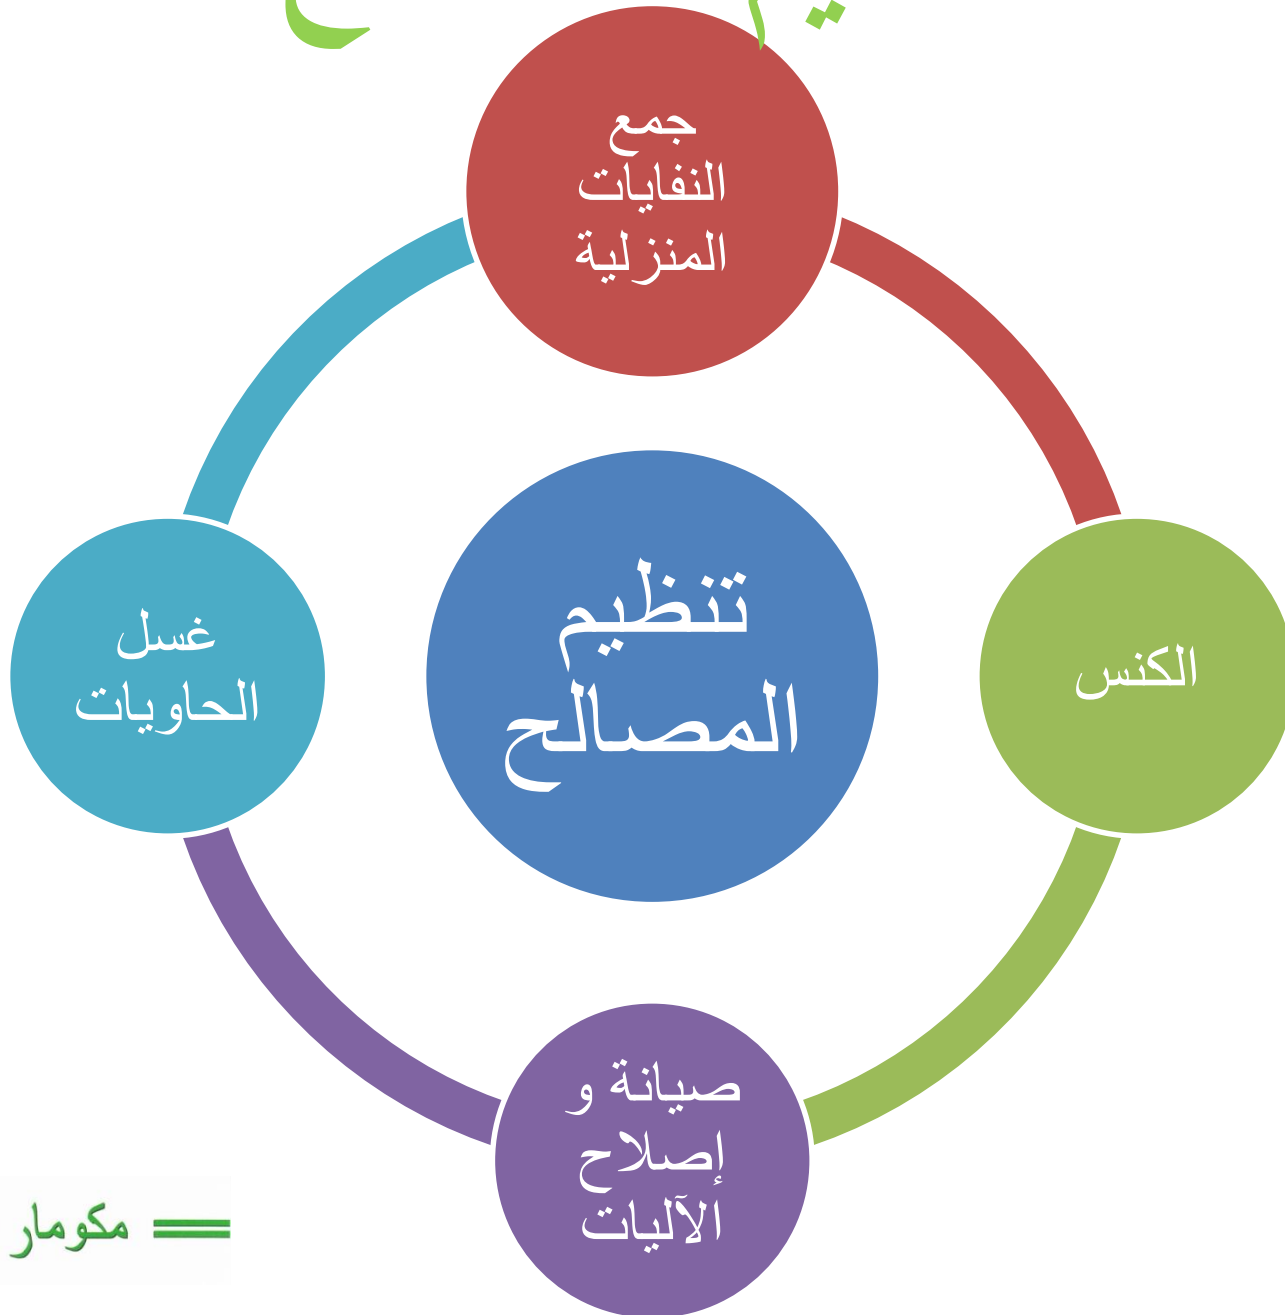 جمع
النفايات
المنزلية
تنظيم
المصالح
الكنس
غسل
الحاويات
صيانة و
إصلاح
الآليات
مكومار